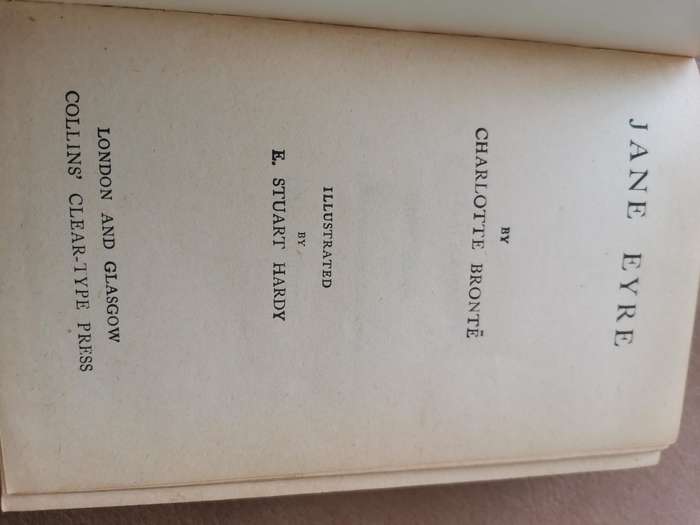 JANE EYRE
BY
CHARLOTTE BRONTË
ILLUSTRATED
BY
E. STUART HARDY
LONDON AND GLASGOW
COLLINS' CLEAR-TYPE PRESS